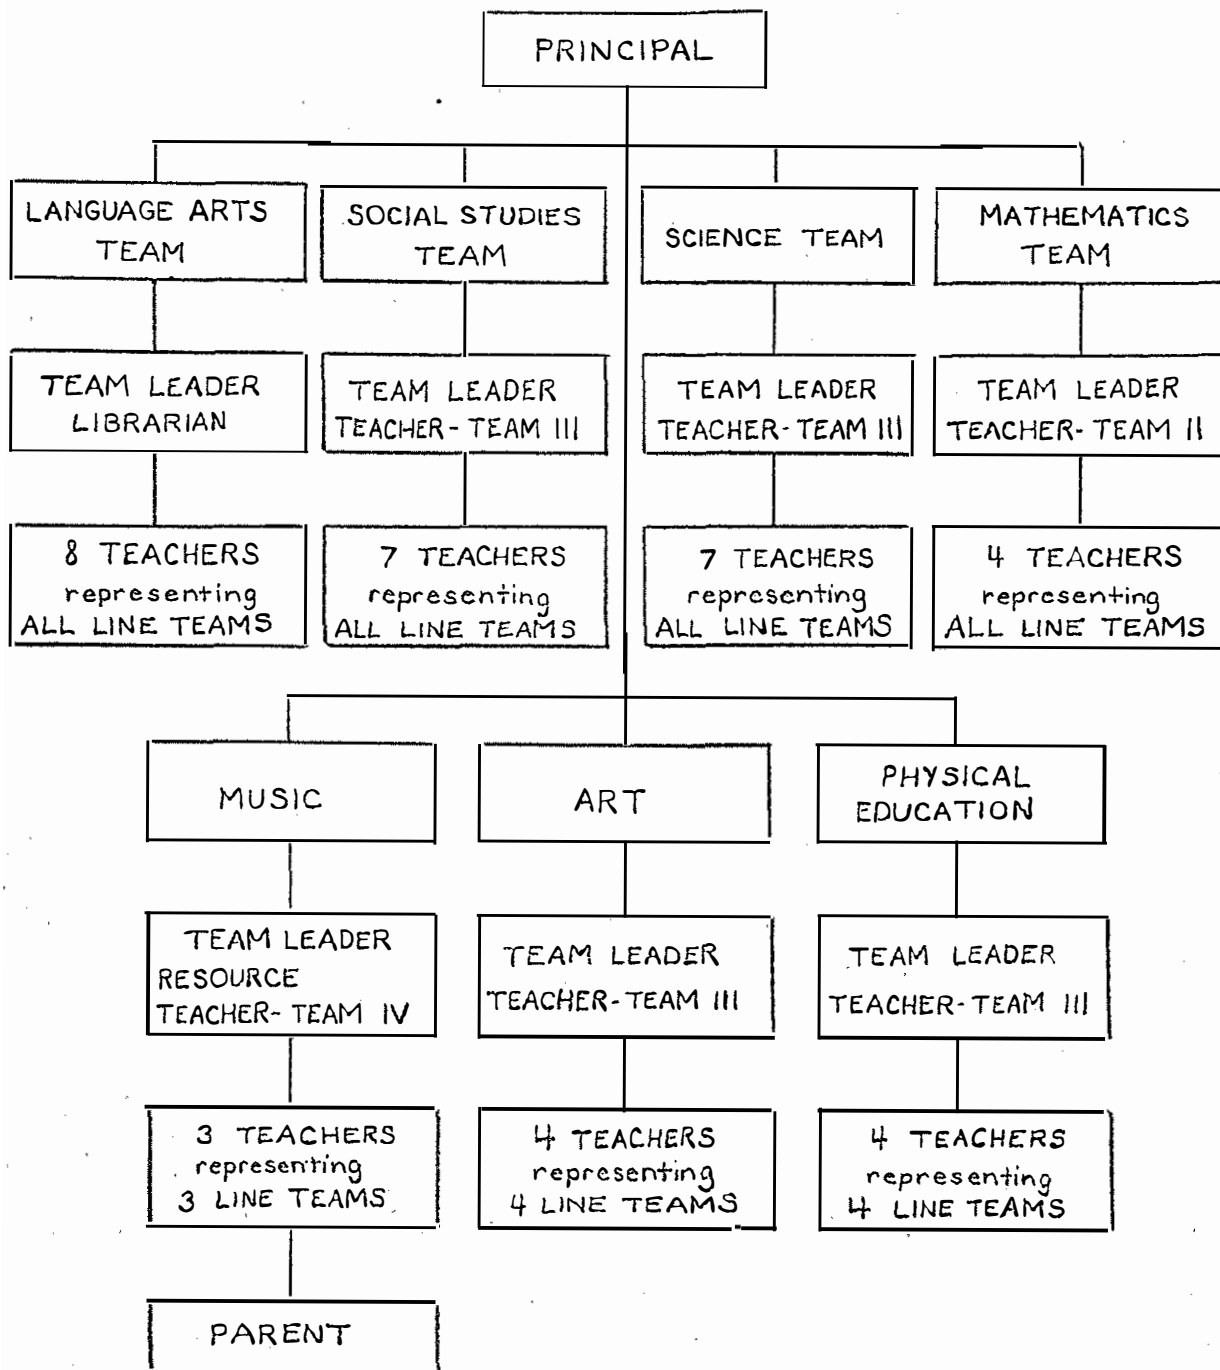 PRINCIPAL
LANGUAGE ARTS
TEAM
SOCIAL STUDIES
TEAM
SCIENCE TEAM
MATHEMATICS
TEAM
TEAM LEADER
LIBRARIAN
TEAM LEADER
TEACHER- TEAM III
TEAM LEADER
TEACHER- TEAM III
TEAM LEADER
TEACHER- TEAM II
8 TEACHERS
representing
ALL LINE TEAMS
7 TEACHERS
representing
ALL LINE TEAMS
7 TEACHERS
representing
ALL LINE TEAMS
4 TEACHERS
representing
ALL LINE TEAMS
MUSIC
ART
PHYSICAL
EDUCATION
TEAM LEADER
RESOURCE
TEACHER- TEAM IV
TEAM LEADER
TEACHER-TEAM III
TEAM LEADER
TEACHER-TEAM III
3 TEACHERS
representing
3 LINE TEAMS
4 TEACHERS
representing
4 LINE TEAMS
4 TEACHERS
representing
4 LINE TEAMS
PARENT